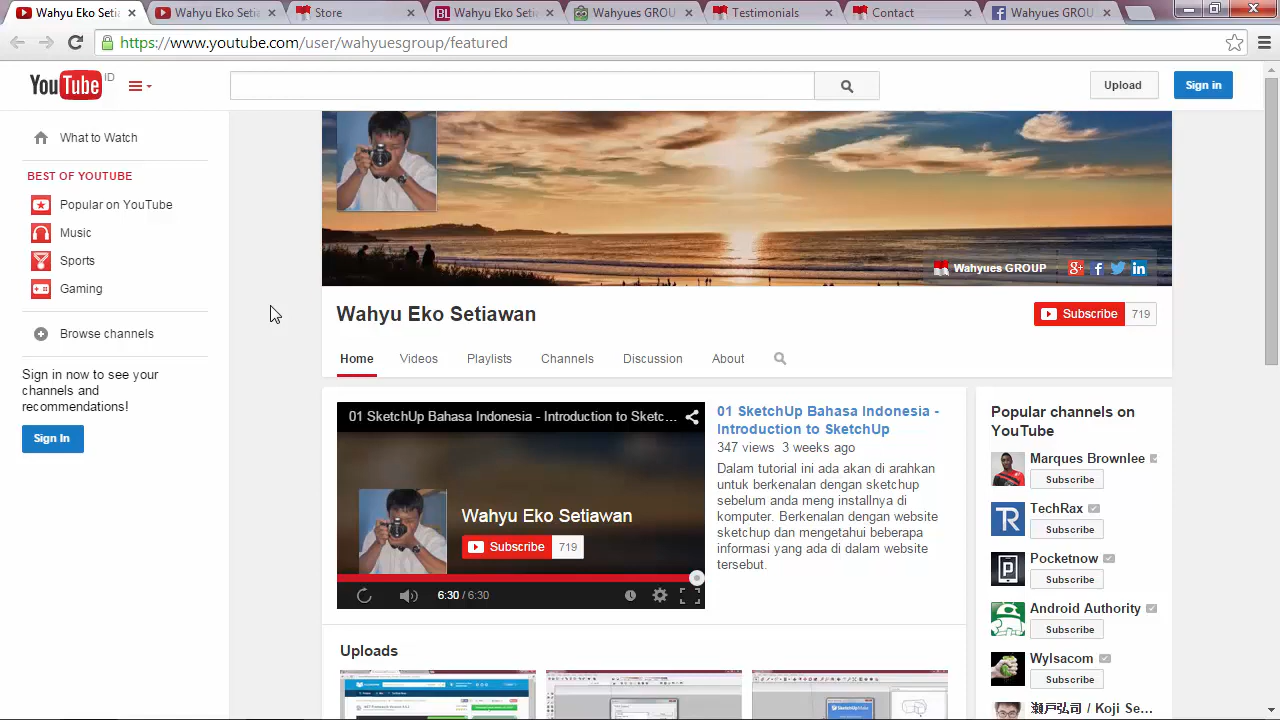 Wahyu Eko Seti
Wahyu Eko Seti
Store
Wahyu Eko Seti
Wahyues GROU
Testimonials
Contact
Wahyues GROU
https://www.youtube.com/user/wahyuesgroup/featured
YouTube ID
Upload
Sign in
What to Watch
BEST OF YOUTUBE
Popular on YouTube
Music
Sports
Gaming
Browse channels
Sign in now to see your
channels and
recommendations!
Sign In
Wahyues GROUP
Wahyu Eko Setiawan
Subscribe 719
Home Videos Playlists Channels Discussion About
01 SketchUp Bahasa Indonesia - Introduction to Sketc...
Wahyu Eko Setiawan
Subscribe 719
6:30 / 6:30
01 SketchUp Bahasa Indonesia -
Introduction to SketchUp
347 views 3 weeks ago
Dalam tutorial ini ada akan di arahkan
untuk berkenalan dengan sketchup
sebelum anda meng installnya di
komputer. Berkenalan dengan website
sketchup dan mengetahui beberapa
informasi yang ada di dalam website
tersebut.
Uploads
Popular channels on
YouTube
Marques Brownlee
Subscribe
TechRax
Subscribe
Pocketnow
Subscribe
Android Authority
Subscribe
Wylsacom
Subscribe
瀬戸弘司 / Koji Se...